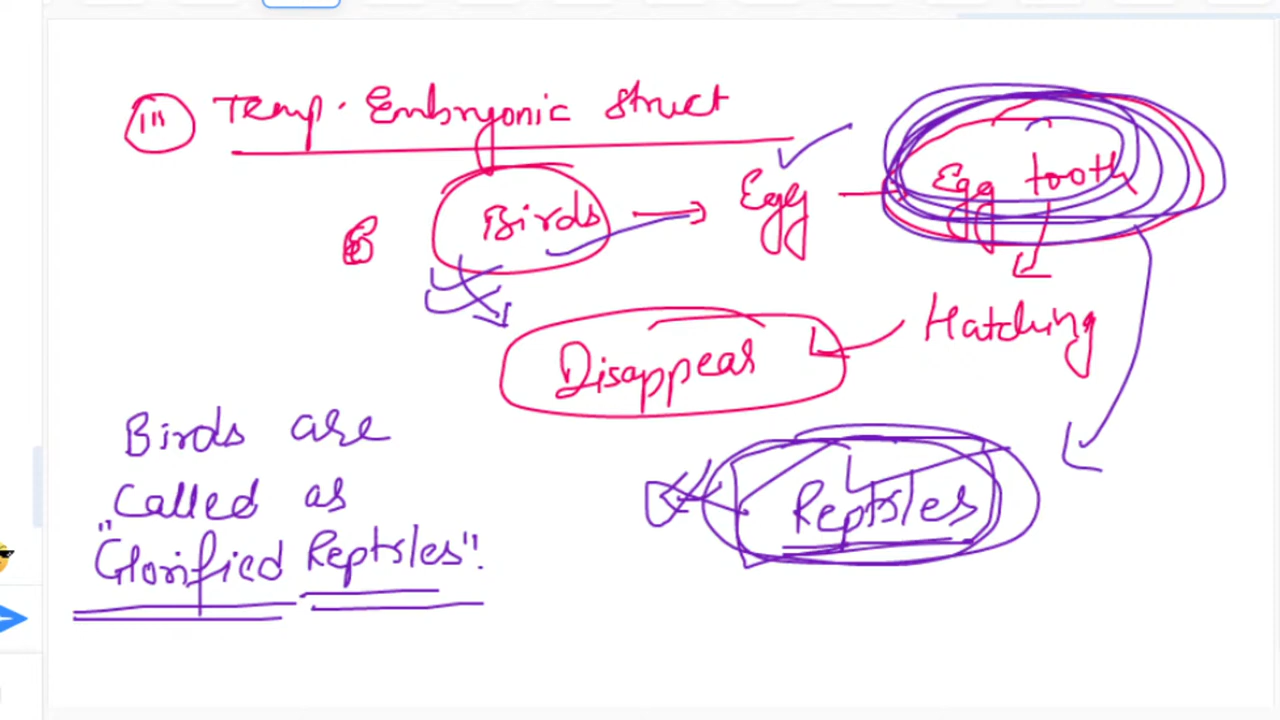 III Temp. Embryonic Struct
Birds → Egg → Egg tooth
Hatching
Disappear
Birds are
called as
"Glorified Reptiles".
Reptiles